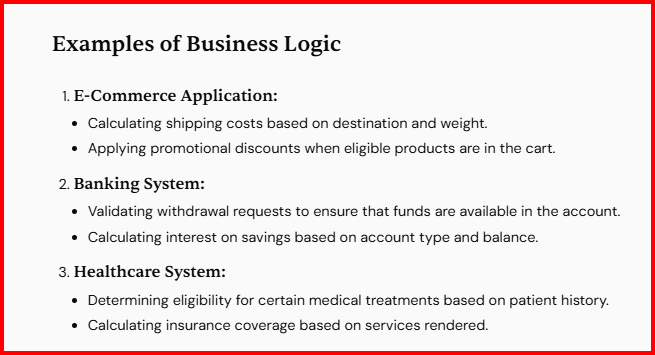 Examples of Business Logic
1. E-Commerce Application:
• Calculating shipping costs based on destination and weight.
• Applying promotional discounts when eligible products are in the cart.
2. Banking System:
• Validating withdrawal requests to ensure that funds are available in the account.
• Calculating interest on savings based on account type and balance.
3. Healthcare System:
• Determining eligibility for certain medical treatments based on patient history.
• Calculating insurance coverage based on services rendered.